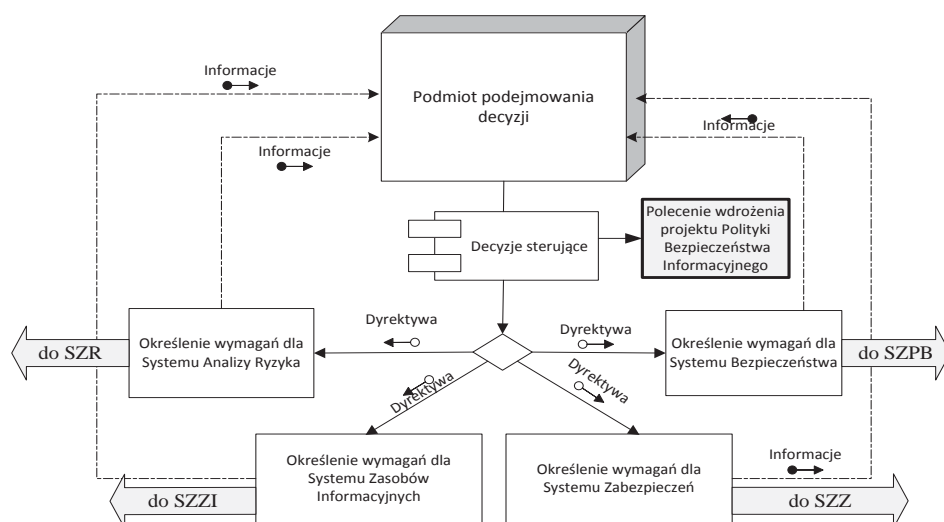 Informacje
Podmiot podejmowania
decyzji
Informacje
Informacje
Polecenie wdrożenia
projektu Polityki
Bezpieczeństwa
Informacyjnego
Decyzje sterujące
Dyrektywa
Dyrektywa
do SZR
Określenie wymagań dla
Systemu Analizy Ryzyka
Określenie wymagań dla
Systemu Bezpieczeństwa
do SZPB
Dyrektywa
Dyrektywa
Określenie wymagań dla
Systemu Zasobów
Informacyjnych
Określenie wymagań dla
Systemu Zabezpieczeń
Informacje
do SZZI
do SZZ